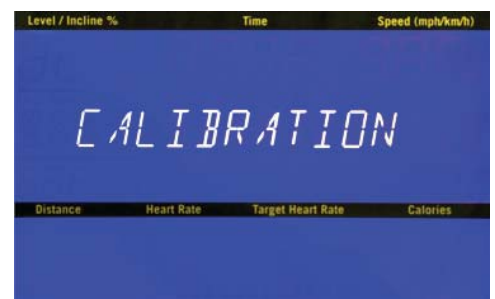 Level / Incline % Time Speed (mph/km/h)
CALIBRATION
Distance Heart Rate Target Heart Rate Calories